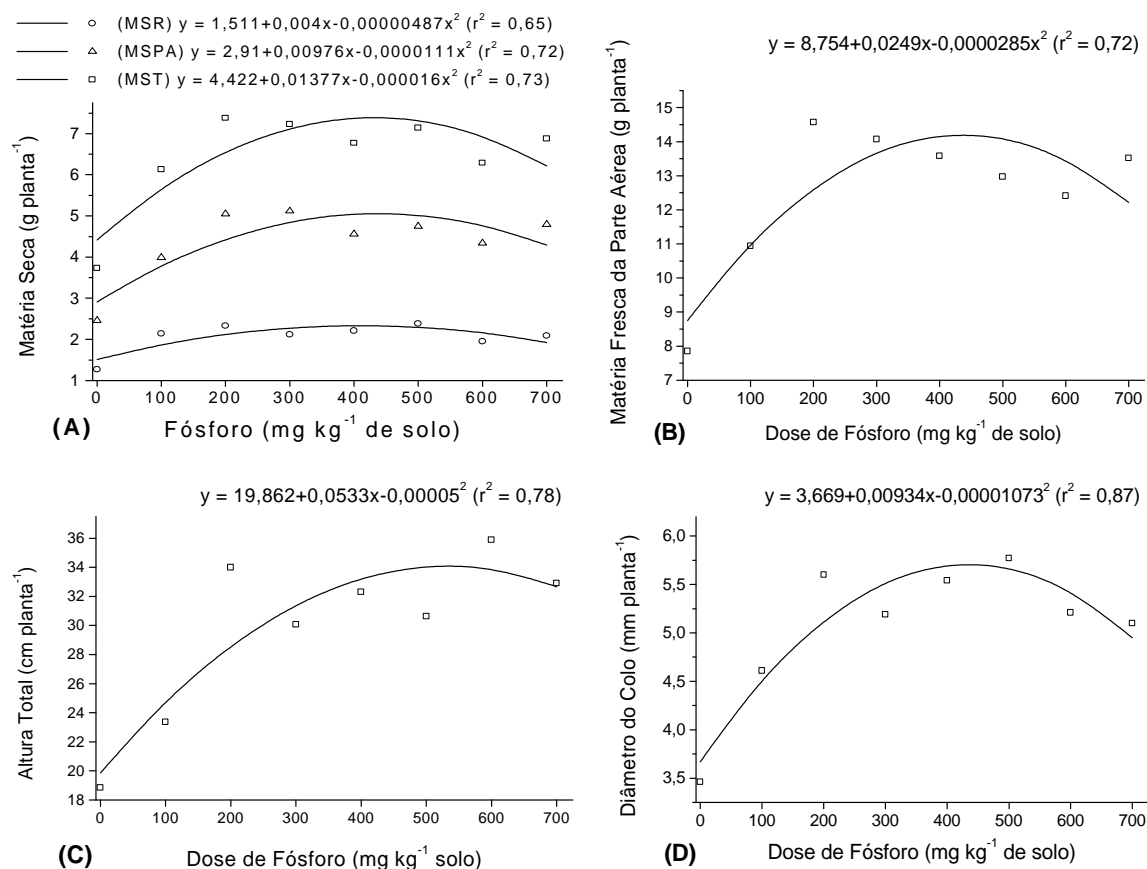 (MSR) y = 1,511+0,004x-0,00000487x² (r² = 0,65)
(MSPA) y = 2,91+0,00976x-0,0000111x² (r² = 0,72)
(MST) y = 4,422+0,01377x-0,000016x² (r² = 0,73)
Matéria Seca (g planta⁻¹)
7
6
5
4
3
2
1
0 100 200 300 400 500 600 700
(A) Fósforo (mg kg⁻¹ de solo)
y = 8,754+0,0249x-0,0000285x² (r² = 0,72)
Matéria Fresca da Parte Aérea (g planta⁻¹)
15
14
13
12
11
10
9
8
7
0 100 200 300 400 500 600 700
(B) Dose de Fósforo (mg kg⁻¹ de solo)
y = 19,862+0,0533x-0,00005² (r² = 0,78)
Altura Total (cm planta⁻¹)
36
34
32
30
28
26
24
22
20
18
0 100 200 300 400 500 600 700
(C) Dose de Fósforo (mg kg⁻¹ solo)
y = 3,669+0,00934x-0,00001073² (r² = 0,87)
Diâmetro do Colo (mm planta⁻¹)
6,0
5,5
5,0
4,5
4,0
3,5
0 100 200 300 400 500 600 700
(D) Dose de Fósforo (mg kg⁻¹ de solo)